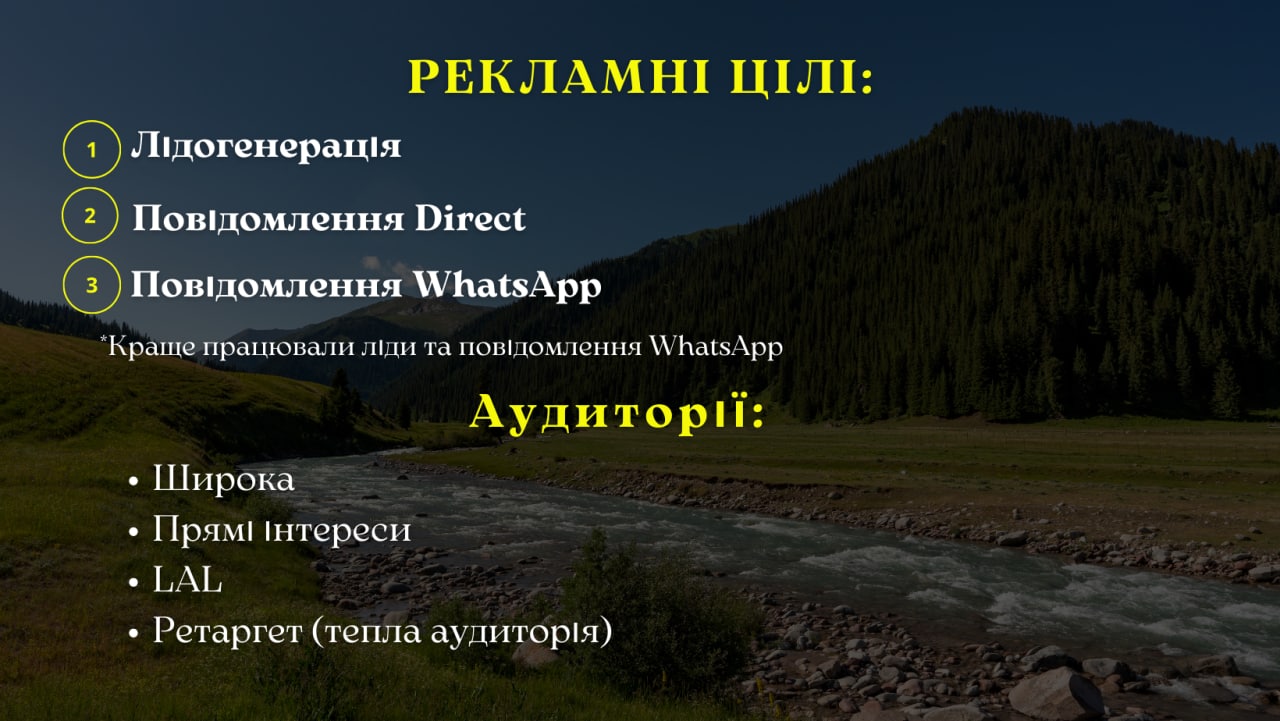 РЕКЛАМНІ ЦІЛІ:
1 Лідогенерація
2 Повідомлення Direct
3 Повідомлення WhatsApp
*Краще працювали ліди та повідомлення WhatsApp
Аудиторії:
• Широка
• Прямі інтереси
• LAL
• Ретаргет (тепла аудиторія)